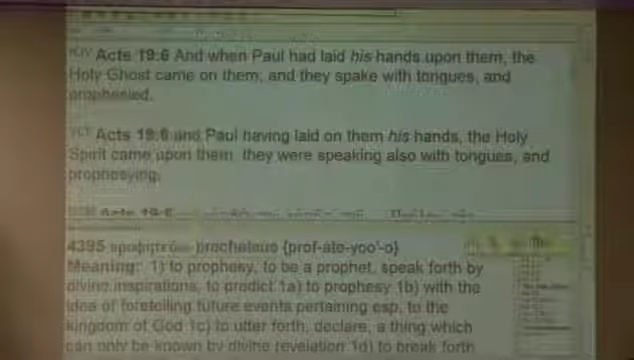 KJV Acts 19:6 And when Paul had laid his hands upon them, the
Holy Ghost came on them; and they spake with tongues, and
prophesied.
YLT Acts 19:6 and Paul having laid on them his hands, the Holy
Spirit came upon them, they were speaking also with tongues, and
prophesying,
Acts 19:6
4395 προφητεύω propheteuo {prof-ate-yoo'-o}
Meaning: 1) to prophesy, to be a prophet, speak forth by
divine inspirations, to predict 1a) to prophesy 1b) with the
idea of foretelling future events pertaining esp. to the
kingdom of God 1c) to utter forth, declare, a thing which
can only be known by divine revelation 1d) to break forth